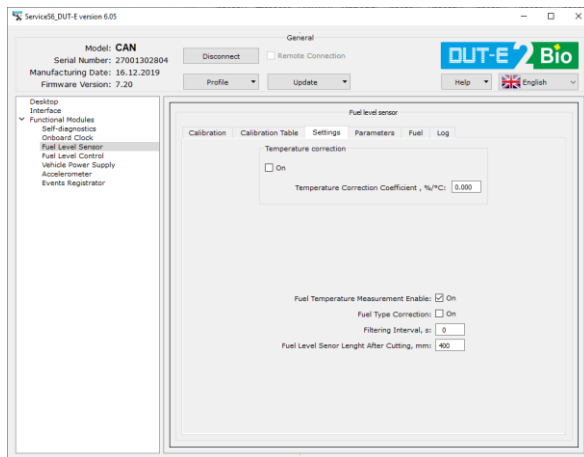 ServiceS6_DUT-E version 6.05
General
Model: CAN
Serial Number: 27001302804
Manufacturing Date: 16.12.2019
Firmware Version: 7.20
Disconnect
Remote Connection
Profile
Update
DUT-E 2 Bio
Help
English
Desktop
Interface
Functional Modules
Self-diagnostics
Onboard Clock
Fuel Level Sensor
Fuel Level Control
Vehicle Power Supply
Accelerometer
Events Registrator
Fuel level sensor
Calibration Calibration Table Settings Parameters Fuel Log
Temperature correction
On
Temperature Correction Coefficient , %/°C: 0.000
Fuel Temperature Measurement Enable: On
Fuel Type Correction: On
Filtering Interval, s: 0
Fuel Level Senor Lenght After Cutting, mm: 400